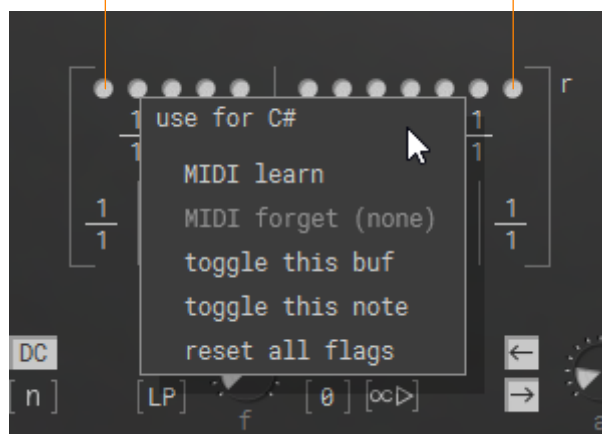 r
use for C#
1 1
1 1
MIDI learn
MIDI forget (none)
1 1
1 1
toggle this buf
toggle this note
reset all flags
DC ←
[ n ] [LP] [ 0 ] [∝▷] →
f a